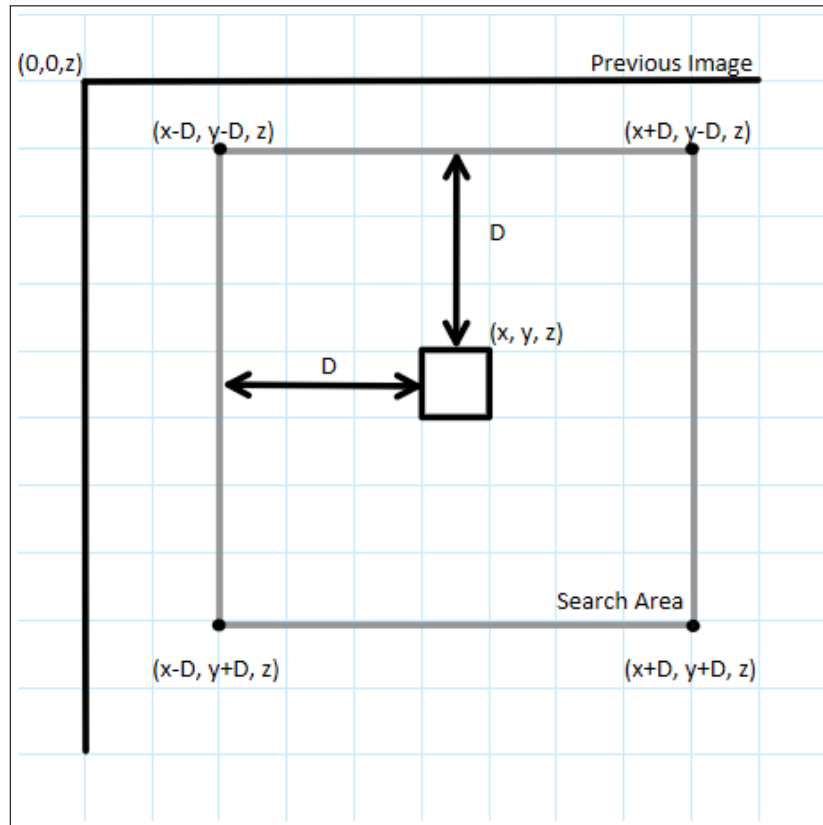 (0,0,z)
Previous Image
(x-D, y-D, z)
(x+D, y-D, z)
D
(x, y, z)
D
Search Area
(x-D, y+D, z)
(x+D, y+D, z)